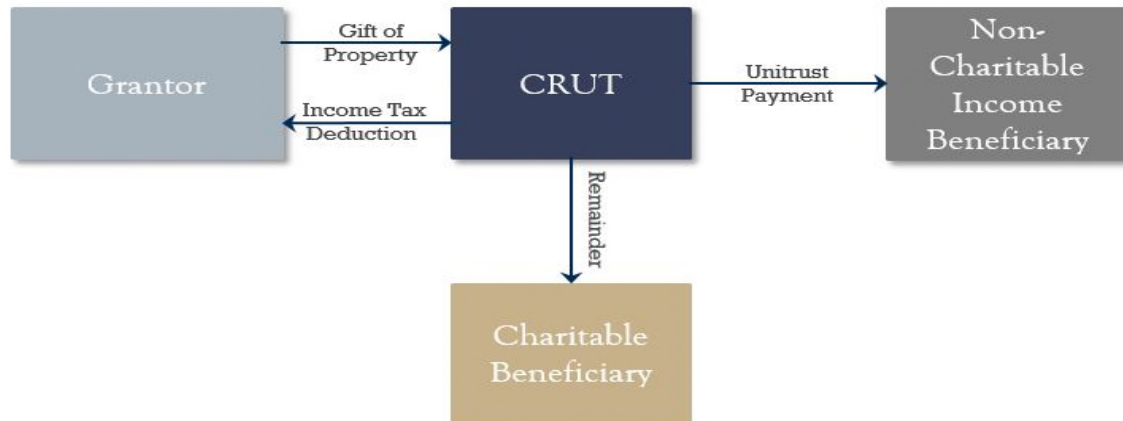 Grantor
Gift of
Property
Income Tax
Deduction
CRUT
Unitrust
Payment
Non-
Charitable
Income
Beneficiary
Remainder
Charitable
Beneficiary